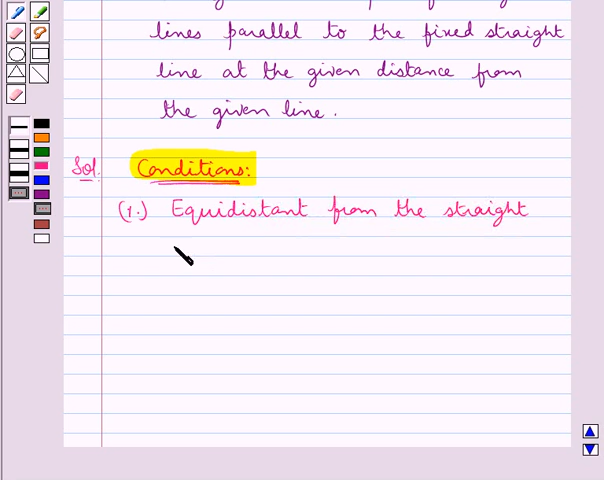 lines parallel to the fixed straight
line at the given distance from
the given line.
Sol. Conditions:
(1.) Equidistant from the straight